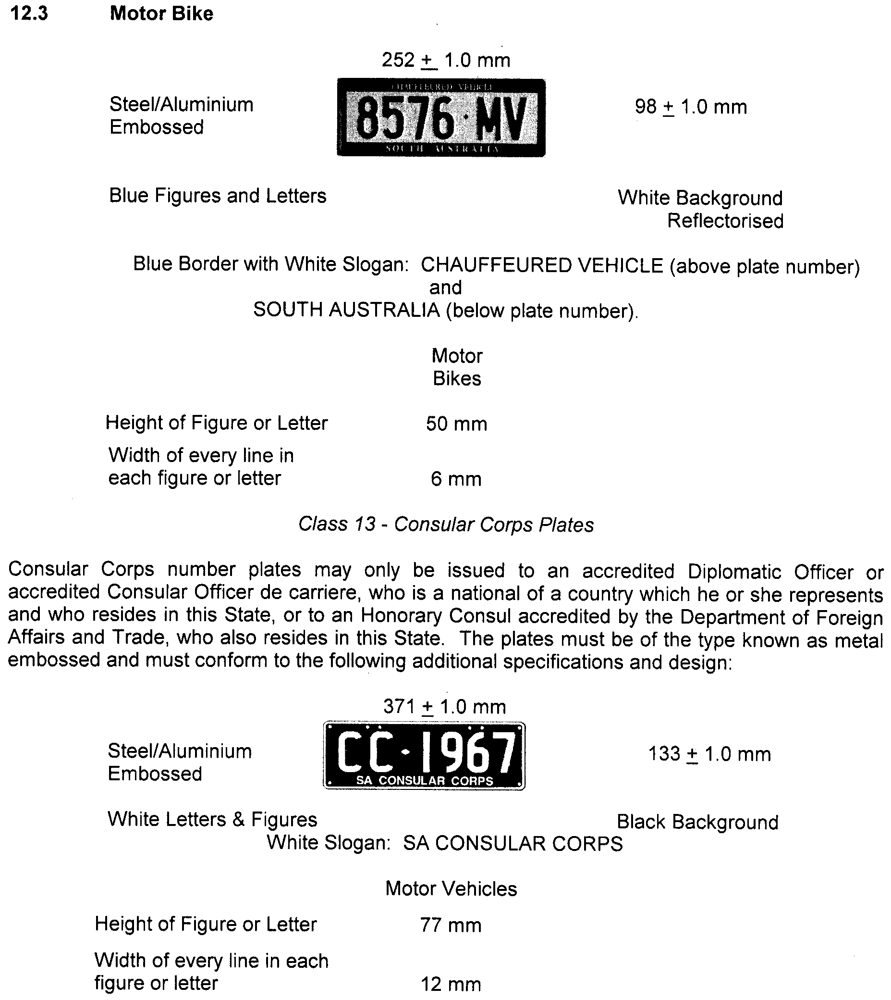 12.3 Motor Bike
252 ± 1.0 mm
CHAUFFEURED VEHICLE
Steel/Aluminium
Embossed
8576·MV
98 ± 1.0 mm
SOUTH AUSTRALIA
Blue Figures and Letters
White Background
Reflectorised
Blue Border with White Slogan: CHAUFFEURED VEHICLE (above plate number)
and
SOUTH AUSTRALIA (below plate number).
Motor
Bikes
Height of Figure or Letter 50 mm
Width of every line in
each figure or letter 6 mm
Class 13 - Consular Corps Plates
Consular Corps number plates may only be issued to an accredited Diplomatic Officer or
accredited Consular Officer de carriere, who is a national of a country which he or she represents
and who resides in this State, or to an Honorary Consul accredited by the Department of Foreign
Affairs and Trade, who also resides in this State. The plates must be of the type known as metal
embossed and must conform to the following additional specifications and design:
371 ± 1.0 mm
Steel/Aluminium
Embossed
CC·1967
SA CONSULAR CORPS
133 ± 1.0 mm
White Letters & Figures
Black Background
White Slogan: SA CONSULAR CORPS
Motor Vehicles
Height of Figure or Letter 77 mm
Width of every line in each
figure or letter 12 mm